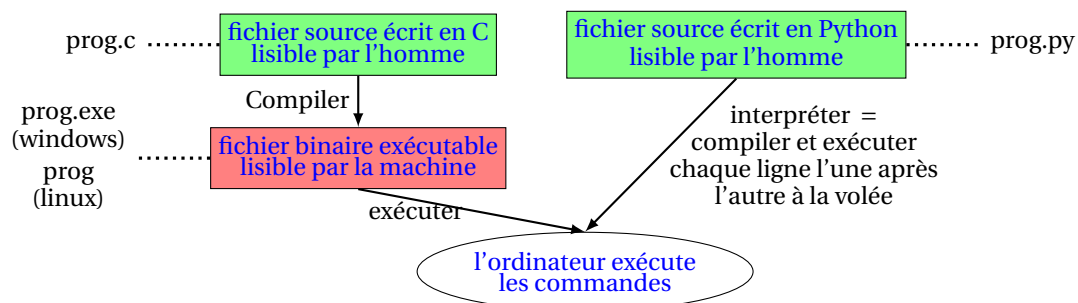 prog.c
fichier source écrit en C
lisible par l'homme
fichier source écrit en Python
lisible par l'homme
prog.py
Compiler
prog.exe
(windows)
prog
(linux)
fichier binaire exécutable
lisible par la machine
interpréter =
compiler et exécuter
chaque ligne l'une après
l'autre à la volée
exécuter
l'ordinateur exécute
les commandes